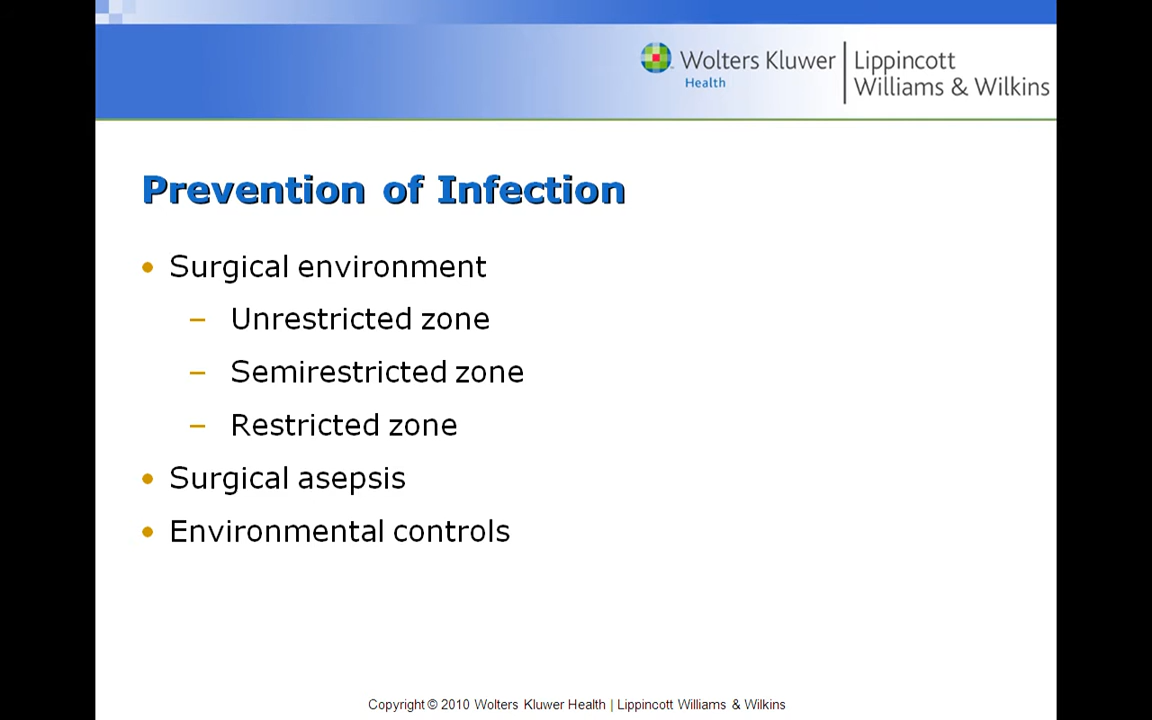 Wolters Kluwer
Health
Lippincott
Williams & Wilkins
Prevention of Infection
• Surgical environment
– Unrestricted zone
– Semirestricted zone
– Restricted zone
• Surgical asepsis
• Environmental controls
Copyright © 2010 Wolters Kluwer Health | Lippincott Williams & Wilkins